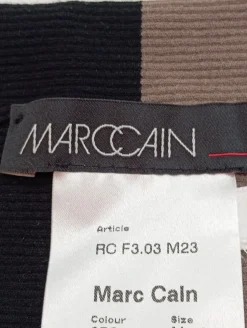 MARCCAIN
Article
RC F3.03 M23
Marc Cain
Colour Size